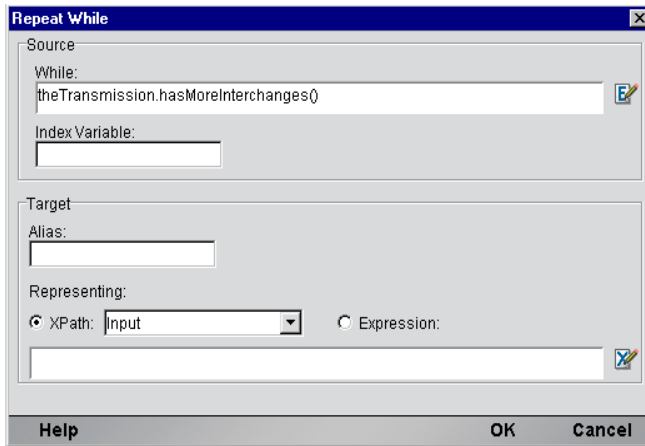 Repeat While
Source
While:
theTransmission.hasMoreInterchanges()
Index Variable:
Target
Alias:
Representing:
XPath: Input Expression:
Help OK Cancel